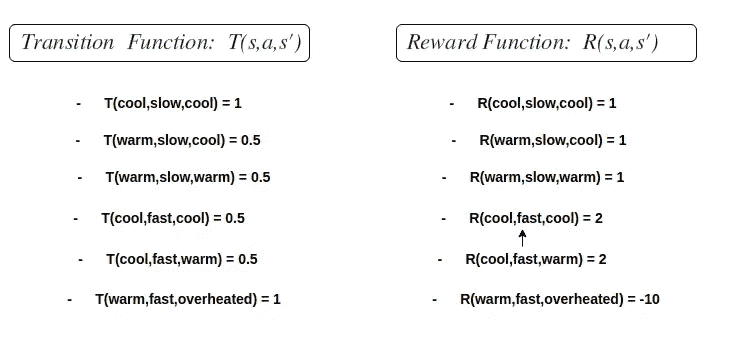 Transition Function: T(s,a,s′)
- T(cool,slow,cool) = 1
- T(warm,slow,cool) = 0.5
- T(warm,slow,warm) = 0.5
- T(cool,fast,cool) = 0.5
- T(cool,fast,warm) = 0.5
- T(warm,fast,overheated) = 1
Reward Function: R(s,a,s′)
- R(cool,slow,cool) = 1
- R(warm,slow,cool) = 1
- R(warm,slow,warm) = 1
- R(cool,fast,cool) = 2
- R(cool,fast,warm) = 2
- R(warm,fast,overheated) = -10